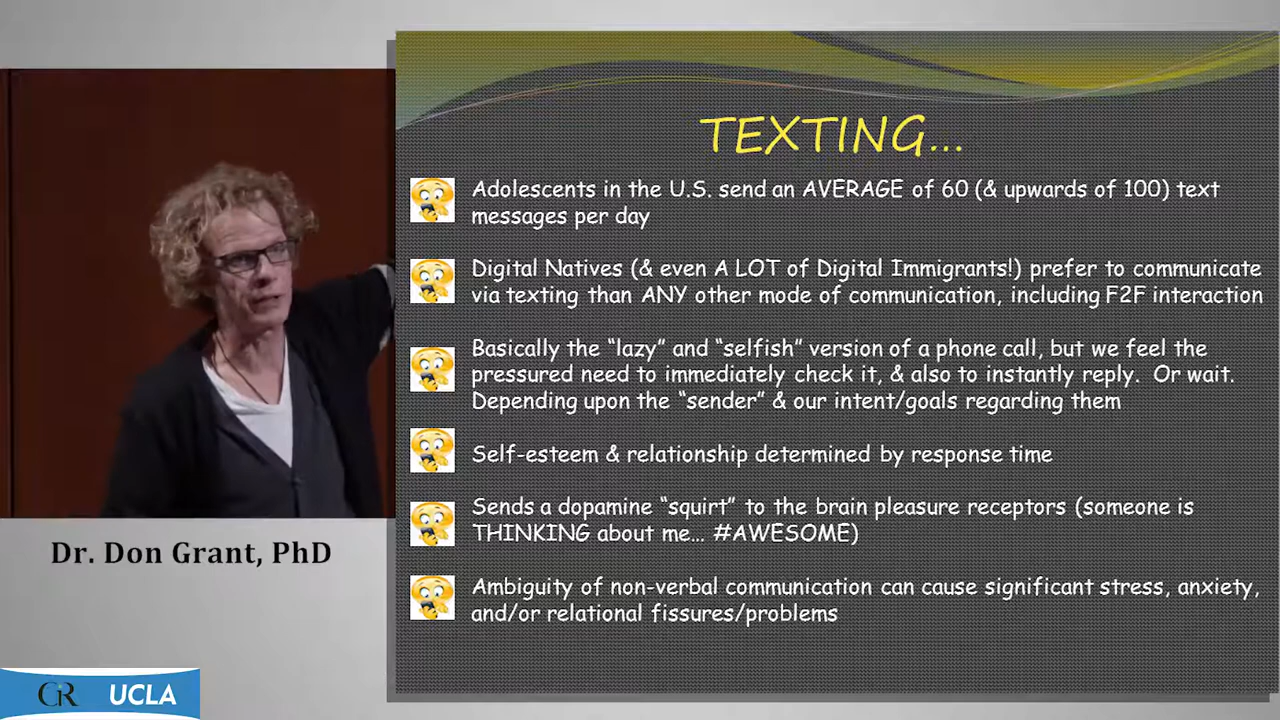 TEXTING...
Adolescents in the U.S. send an AVERAGE of 60 (& upwards of 100) text
messages per day
Digital Natives (& even A LOT of Digital Immigrants!) prefer to communicate
via texting than ANY other mode of communication, including F2F interaction
Basically the “lazy” and “selfish” version of a phone call, but we feel the
pressured need to immediately check it, & also to instantly reply. Or wait.
Depending upon the “sender” & our intent/goals regarding them
Self-esteem & relationship determined by response time
Sends a dopamine “squirt” to the brain pleasure receptors (someone is
THINKING about me... #AWESOME)
Ambiguity of non-verbal communication can cause significant stress, anxiety,
and/or relational fissures/problems
Dr. Don Grant, PhD
GR UCLA